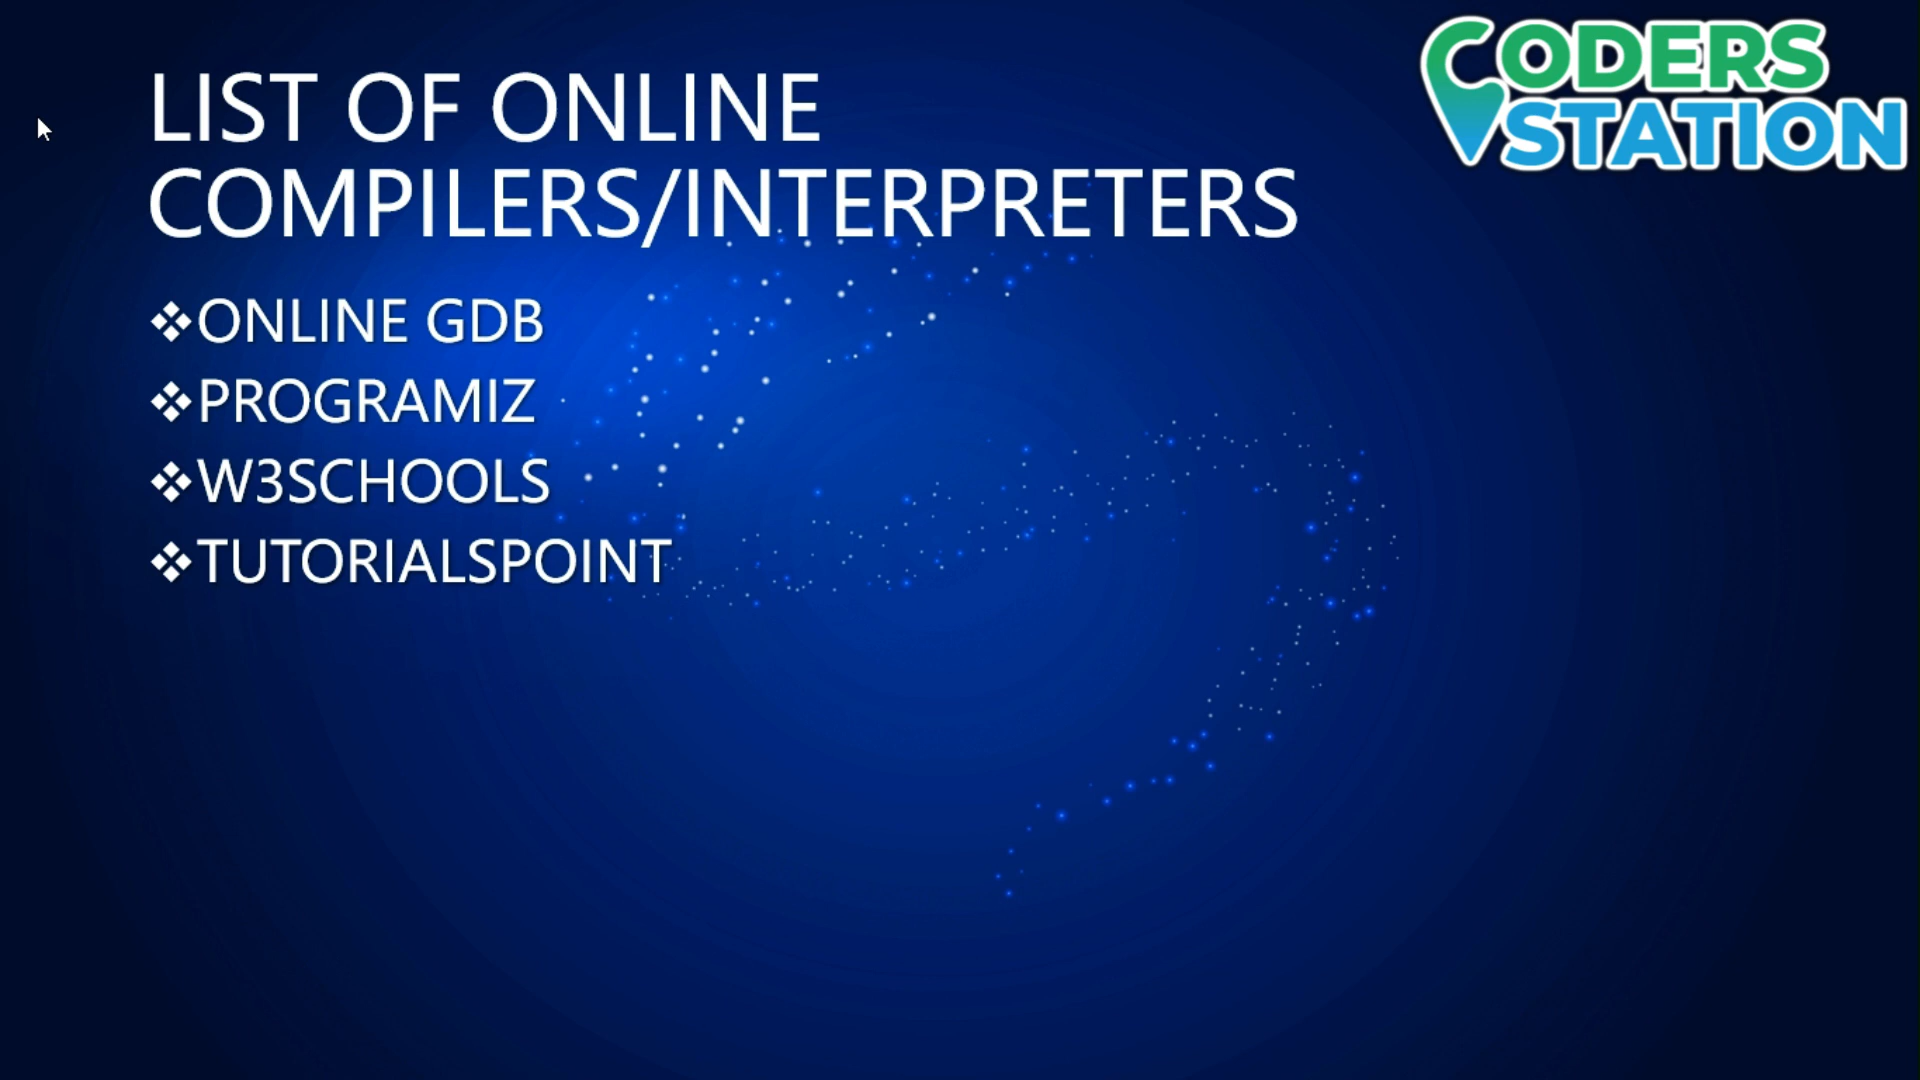 CODERS
STATION
LIST OF ONLINE
COMPILERS/INTERPRETERS
❖ONLINE GDB
❖PROGRAMIZ
❖W3SCHOOLS
❖TUTORIALSPOINT